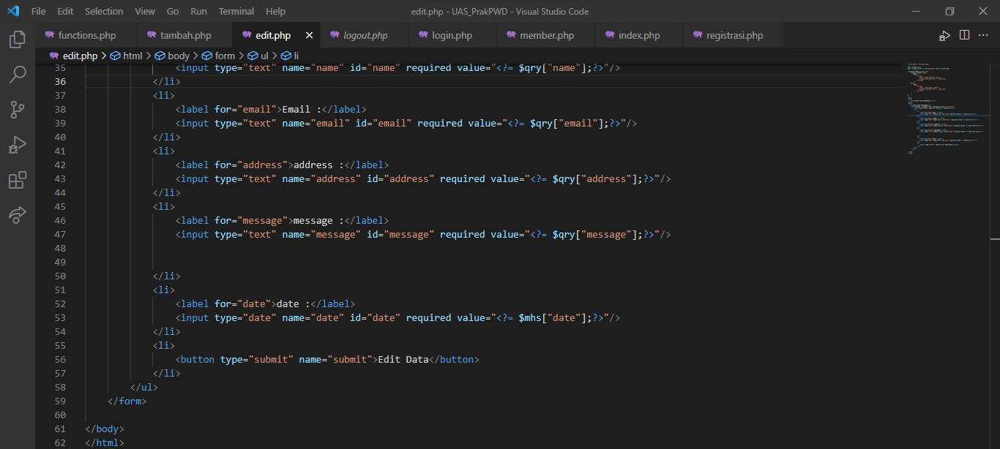 File Edit Selection View Go Run Terminal Help edit.php - UAS_PrakPWD - Visual Studio Code
functions.php tambah.php edit.php logout.php login.php member.php index.php registrasi.php
edit.php > html > body > form > ul > li
35 <input type="text" name="name" id="name" required value="<?= $qry["name"];?>"/>
36 </li>
37 <li>
38 <label for="email">Email :</label>
39 <input type="text" name="email" id="email" required value="<?= $qry["email"];?>"/>
40 </li>
41 <li>
42 <label for="address">address :</label>
43 <input type="text" name="address" id="address" required value="<?= $qry["address"];?>"/>
44 </li>
45 <li>
46 <label for="message">message :</label>
47 <input type="text" name="message" id="message" required value="<?= $qry["message"];?>"/>
48
49
50 </li>
51 <li>
52 <label for="date">date :</label>
53 <input type="date" name="date" id="date" required value="<?= $mhs["date"];?>"/>
54 </li>
55 <li>
56 <button type="submit" name="submit">Edit Data</button>
57 </li>
58 </ul>
59 </form>
60
61 </body>
62 </html>